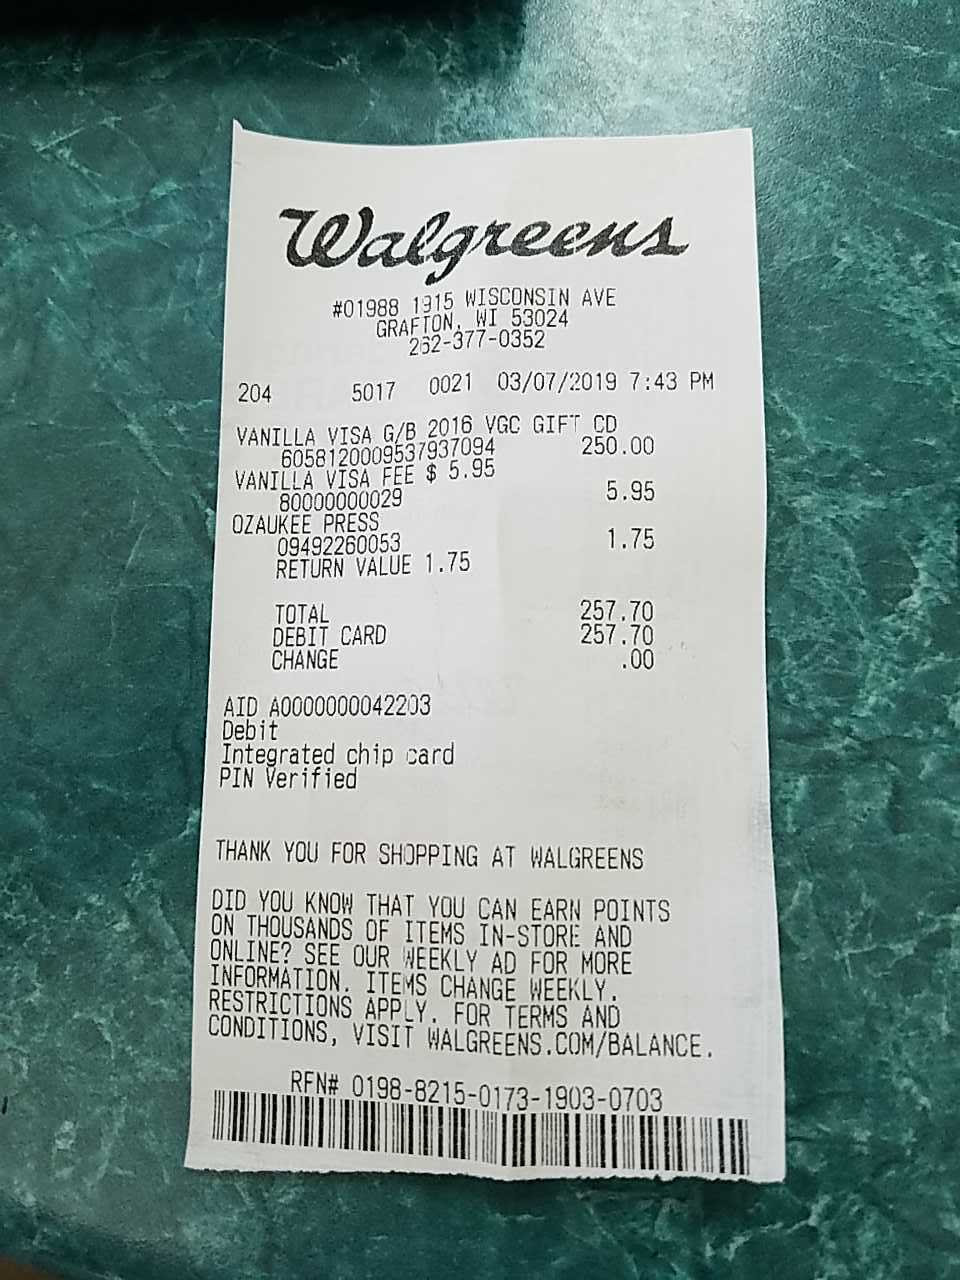 Walgreens
#01988 1915 WISCONSIN AVE
GRAFTON, WI 53024
262-377-0352
204 5017 0021 03/07/2019 7:43 PM
VANILLA VISA G/B 2016 VGC GIFT CD
6058120009537937094 250.00
VANILLA VISA FEE $ 5.95
80000000029 5.95
OZAUKEE PRESS
09492260053 1.75
RETURN VALUE 1.75
TOTAL 257.70
DEBIT CARD 257.70
CHANGE .00
AID A0000000042203
Debit
Integrated chip card
PIN Verified
THANK YOU FOR SHOPPING AT WALGREENS
DID YOU KNOW THAT YOU CAN EARN POINTS
ON THOUSANDS OF ITEMS IN-STORE AND
ONLINE? SEE OUR WEEKLY AD FOR MORE
INFORMATION. ITEMS CHANGE WEEKLY.
RESTRICTIONS APPLY. FOR TERMS AND
CONDITIONS, VISIT WALGREENS.COM/BALANCE.
RFN# 0198-8215-0173-1903-0703